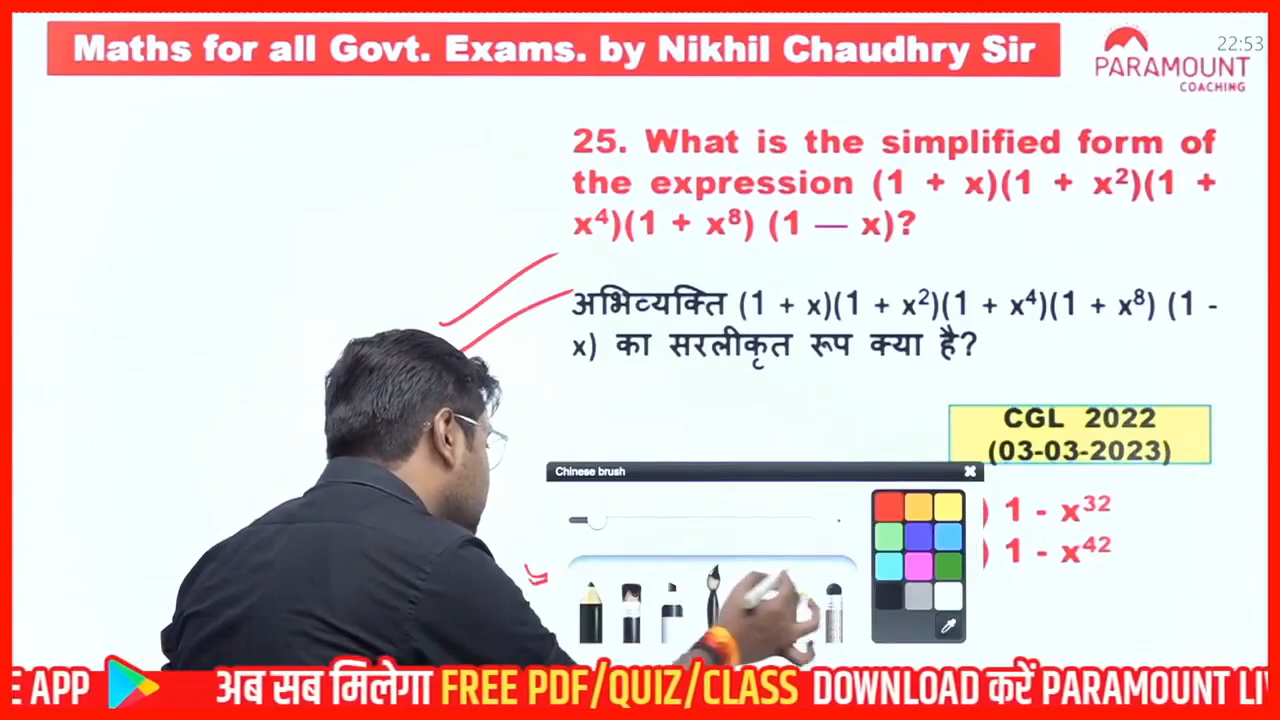 Maths for all Govt. Exams. by Nikhil Chaudhry Sir
22:53
PARAMOUNT
COACHING
25. What is the simplified form of
the expression (1 + x)(1 + x²)(1 +
x⁴)(1 + x⁸) (1 — x)?
अभिव्यक्ति (1 + x)(1 + x²)(1 + x⁴)(1 + x⁸) (1 -
x) का सरलीकृत रूप क्या है?
CGL 2022
(03-03-2023)
Chinese brush
) 1 - x³²
) 1 - x⁴²
E APP अब सब मिलेगा FREE PDF/QUIZ/CLASS DOWNLOAD करें PARAMOUNT